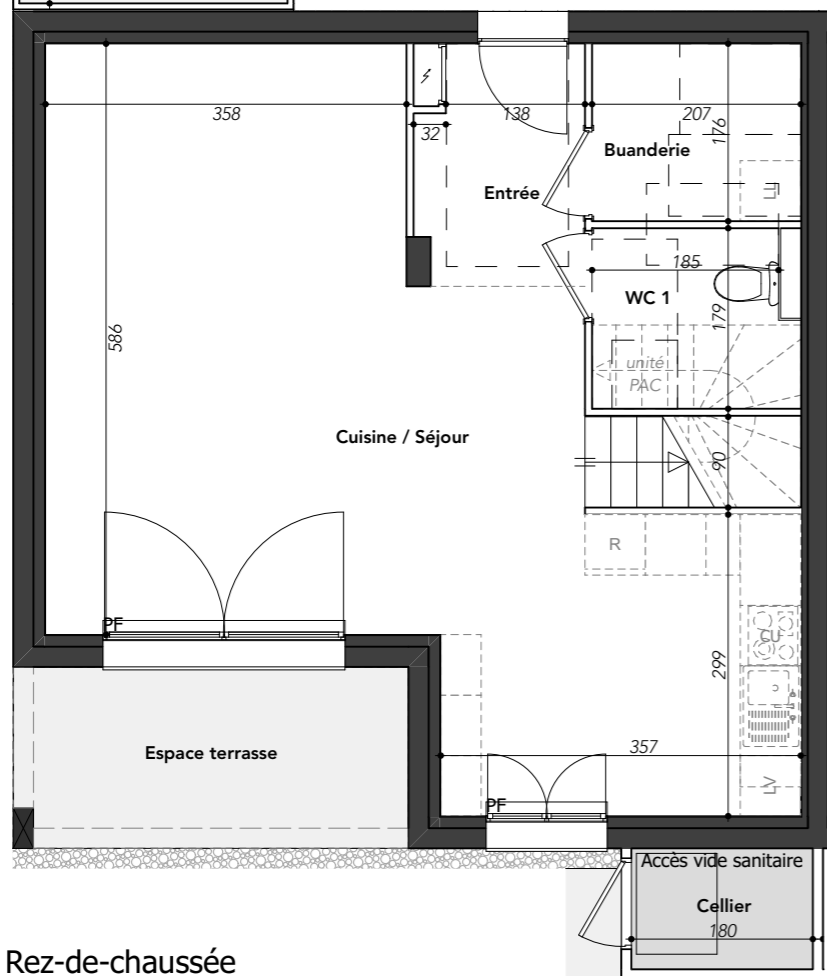 358
32
138
207
176
Buanderie
LL
Entrée
185
WC 1
179
586
unité
PAC
Cuisine / Séjour
90
R
PF
CU
299
Espace terrasse
357
PF
LV
Accès vide sanitaire
Cellier
180
Rez-de-chaussée